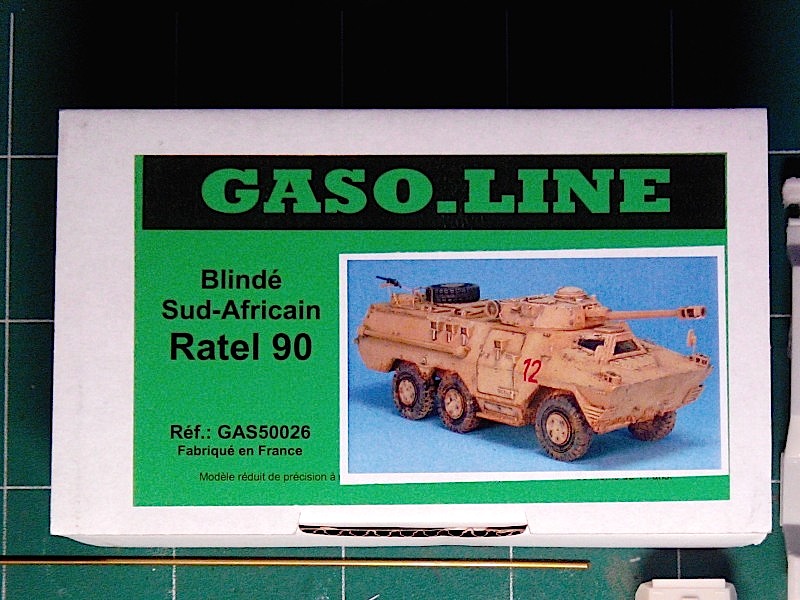 GASO.LINE
Blindé
Sud-Africain
Ratel 90
12
Réf.: GAS50026
Fabriqué en France
Modèle réduit de précision à